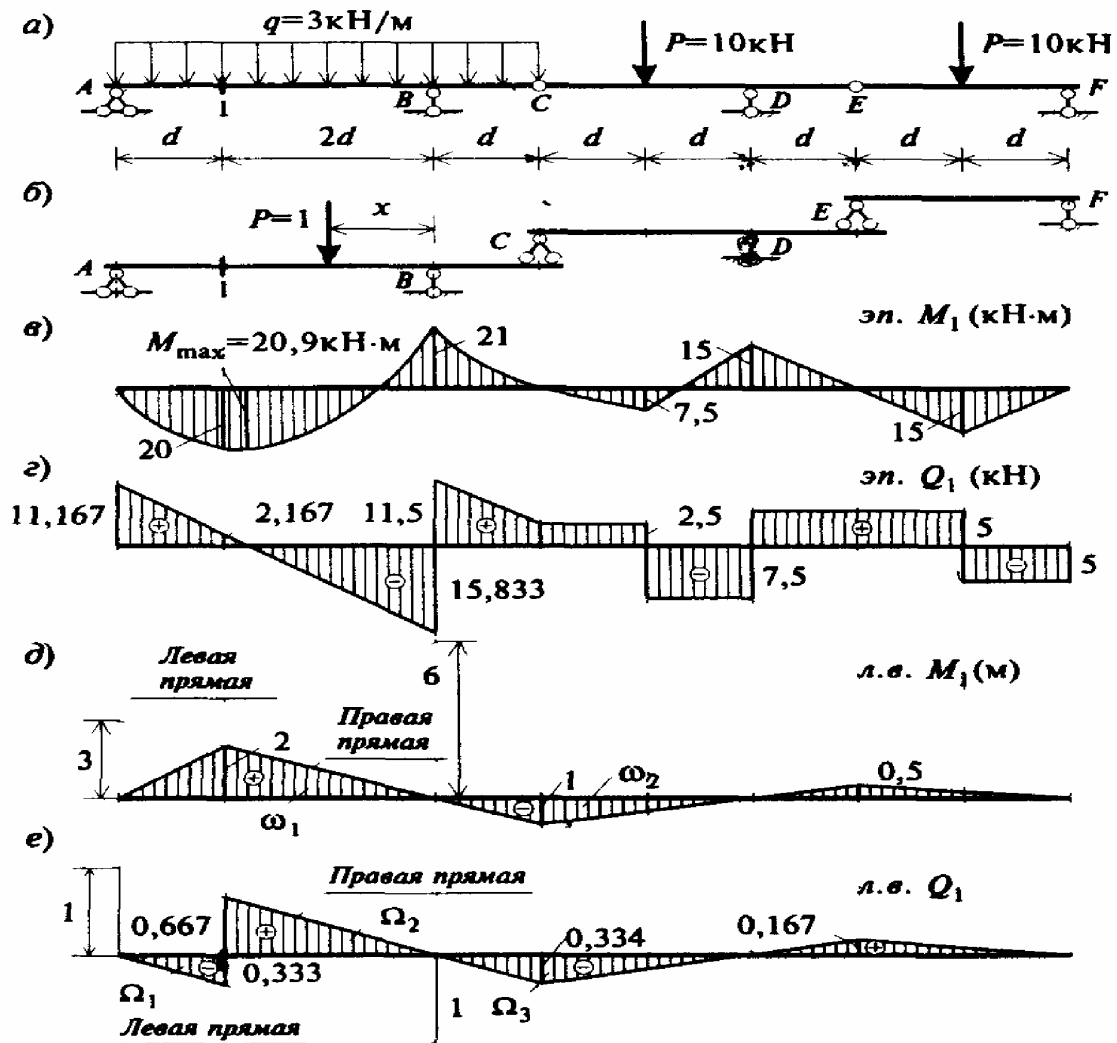 а)
q=3кН/м
P=10кН
P=10кН
A
1
B
C
D
E
F
d
2d
d
d
d
d
d
d
б)
P=1
x
A
1
B
C
D
E
F
в)
эп. M₁ (кН·м)
Mmax=20,9кН·м
21
20
7,5
15
15
г)
эп. Q₁ (кН)
11,167
2,167
11,5
15,833
2,5
7,5
5
5
д)
Левая
прямая
6
л.в. M₁(м)
Правая
прямая
3
2
1
ω₂
0,5
ω₁
е)
Правая прямая
л.в. Q₁
1
0,667
Ω₂
0,334
0,167
0,333
Ω₁
1
Ω₃
Левая прямая